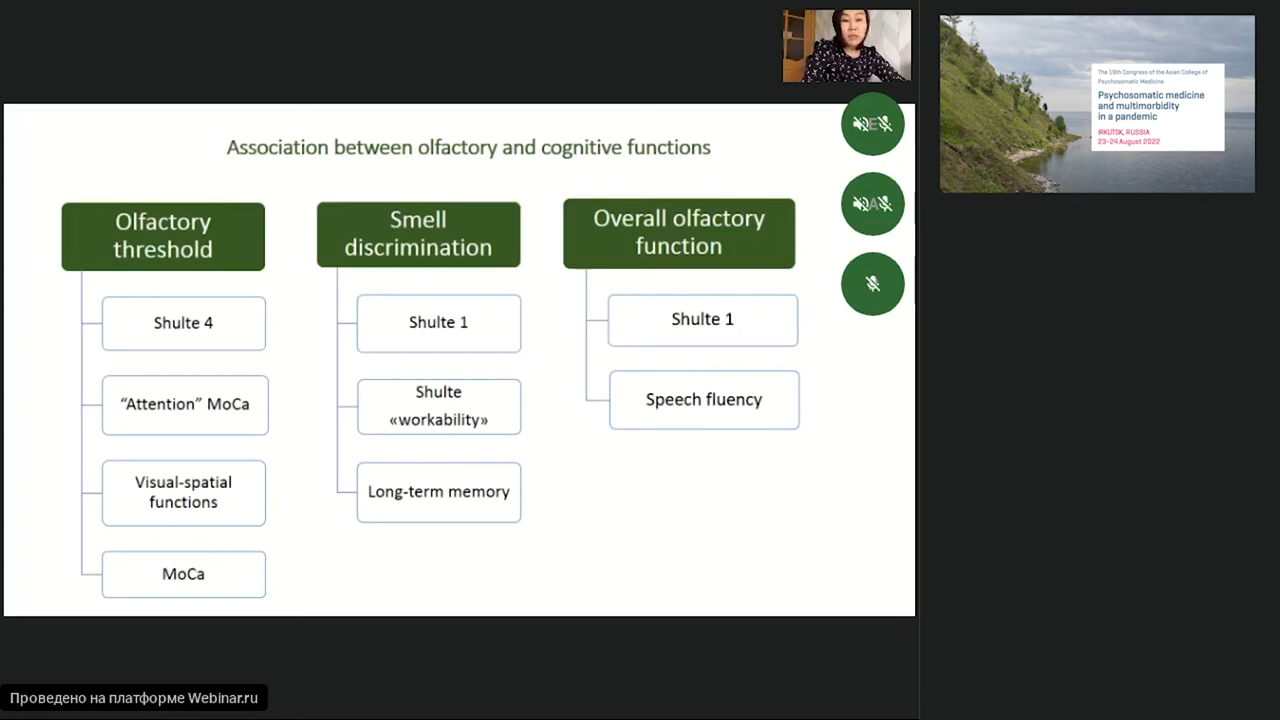 Association between olfactory and cognitive functions
Olfactory
threshold
Shulte 4
“Attention” MoCa
Visual-spatial
functions
MoCa
Smell
discrimination
Shulte 1
Shulte
«workability»
Long-term memory
Overall olfactory
function
Shulte 1
Speech fluency
E
A
The 19th Congress of the Asian College of
Psychosomatic Medicine
Psychosomatic medicine
and multimorbidity
in a pandemic
IRKUTSK, RUSSIA
23-24 August 2022
Проведено на платформе Webinar.ru